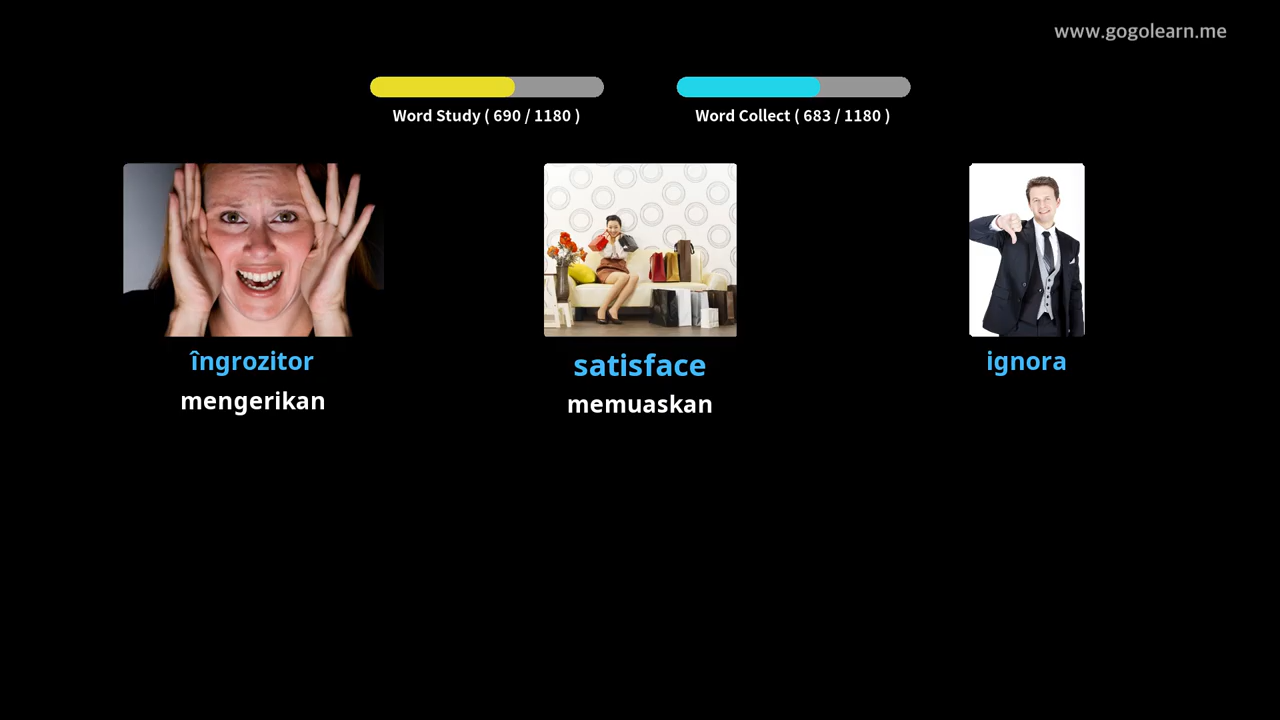 www.gogolearn.me
Word Study ( 690 / 1180 )
Word Collect ( 683 / 1180 )
îngrozitor
mengerikan
satisface
memuaskan
ignora